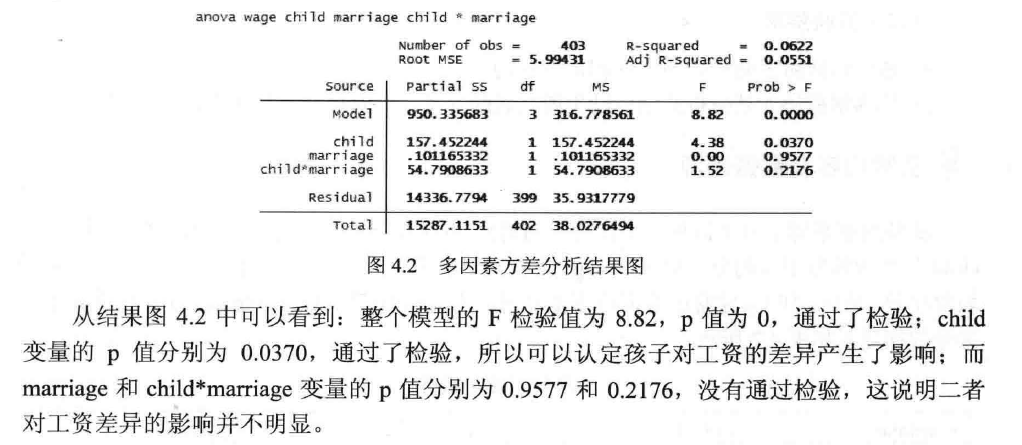 anova wage child marriage child * marriage
Number of obs = 403 R-squared = 0.0622
Root MSE = 5.99431 Adj R-squared = 0.0551
Source Partial SS df MS F Prob > F
Model 950.335683 3 316.778561 8.82 0.0000
child 157.452244 1 157.452244 4.38 0.0370
marriage .101165332 1 .101165332 0.00 0.9577
child*marriage 54.7908633 1 54.7908633 1.52 0.2176
Residual 14336.7794 399 35.9317779
Total 15287.1151 402 38.0276494
图 4.2 多因素方差分析结果图
从结果图 4.2 中可以看到：整个模型的 F 检验值为 8.82，p 值为 0，通过了检验；child
变量的 p 值分别为 0.0370，通过了检验，所以可以认定孩子对工资的差异产生了影响；而
marriage 和 child*marriage 变量的 p 值分别为 0.9577 和 0.2176，没有通过检验，这说明二者
对工资差异的影响并不明显。